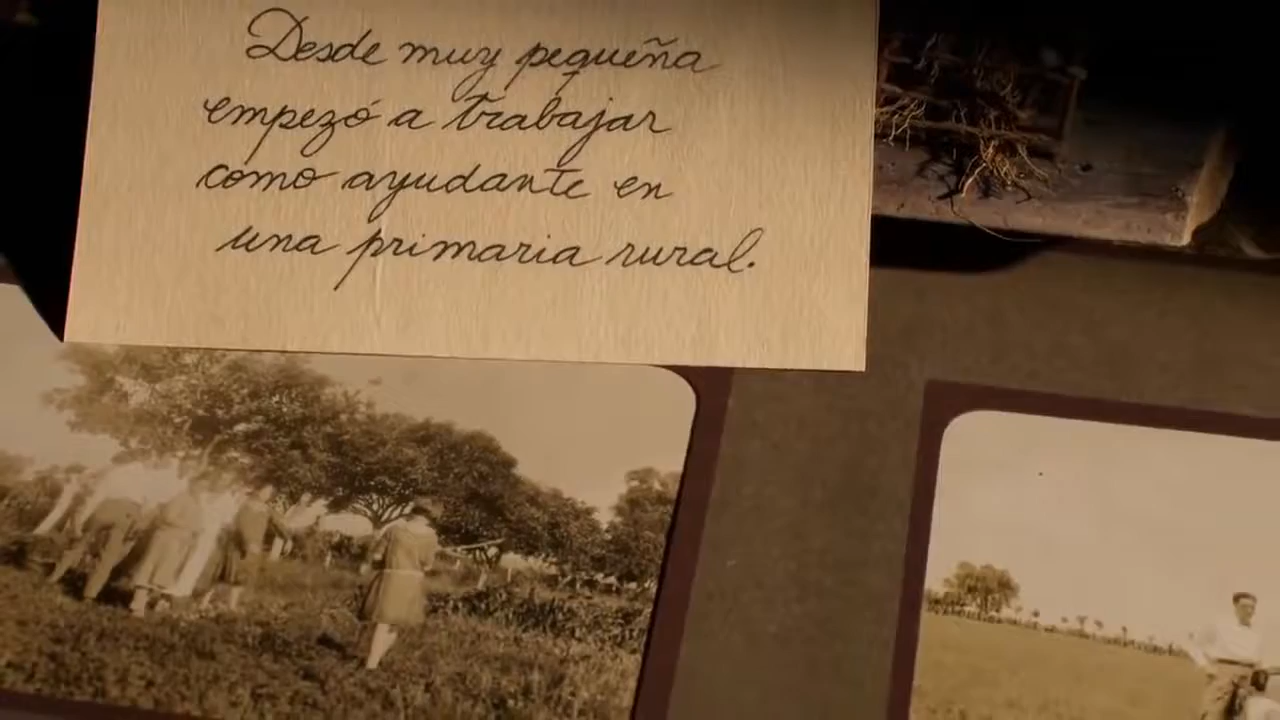 Desde muy pequeña
empezó a trabajar
como ayudante en
una primaria rural.